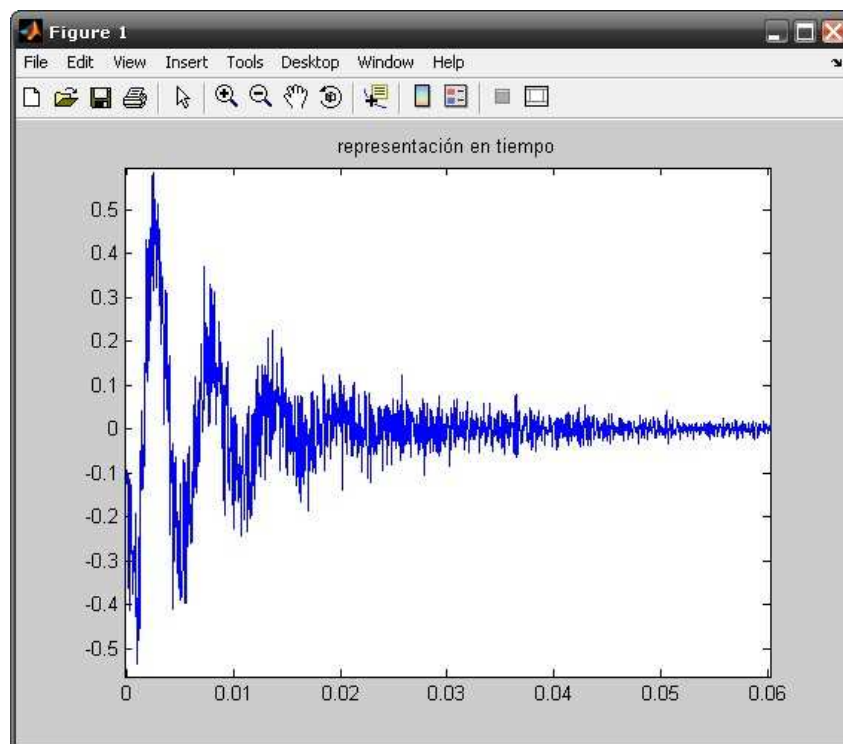 Figure 1
File Edit View Insert Tools Desktop Window Help
representación en tiempo
0.5
0.4
0.3
0.2
0.1
0
-0.1
-0.2
-0.3
-0.4
-0.5
0 0.01 0.02 0.03 0.04 0.05 0.06